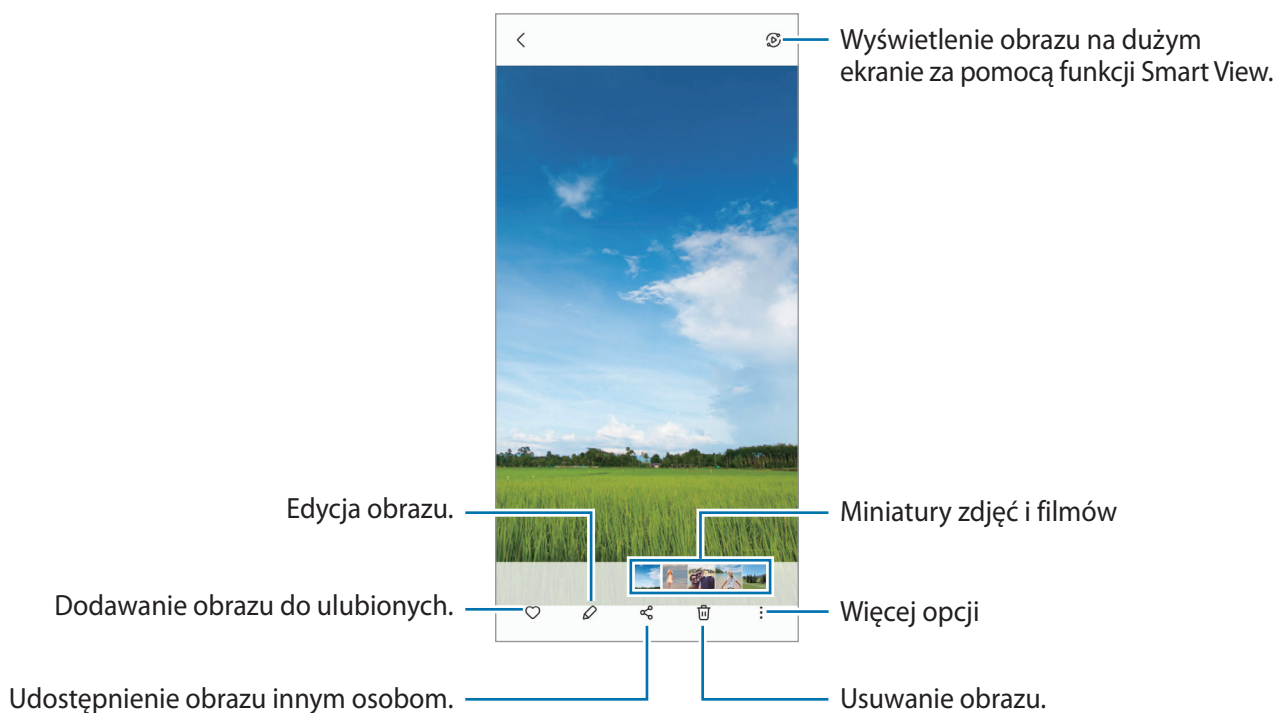 Wyświetlenie obrazu na dużym
ekranie za pomocą funkcji Smart View.
Edycja obrazu.
Miniatury zdjęć i filmów
Dodawanie obrazu do ulubionych.
Więcej opcji
Udostępnienie obrazu innym osobom.
Usuwanie obrazu.